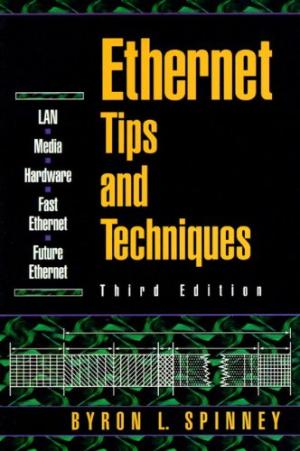 Ethernet
Tips
and
Techniques
Third Edition
LAN
Media
Hardware
Fast
Ethernet
Future
Ethernet
BYRON L. SPINNEY